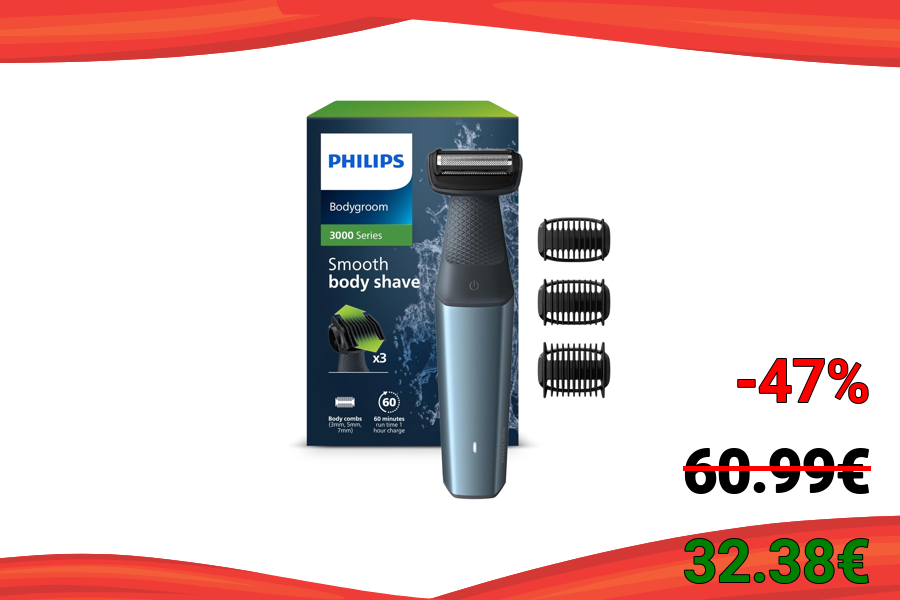 PHILIPS
Bodygroom
3000 Series
Smooth
body shave
x3
60
Body combs
(3mm, 5mm,
7mm)
60 minutes
run time 1
hour charge
-47%
60.99€
32.38€